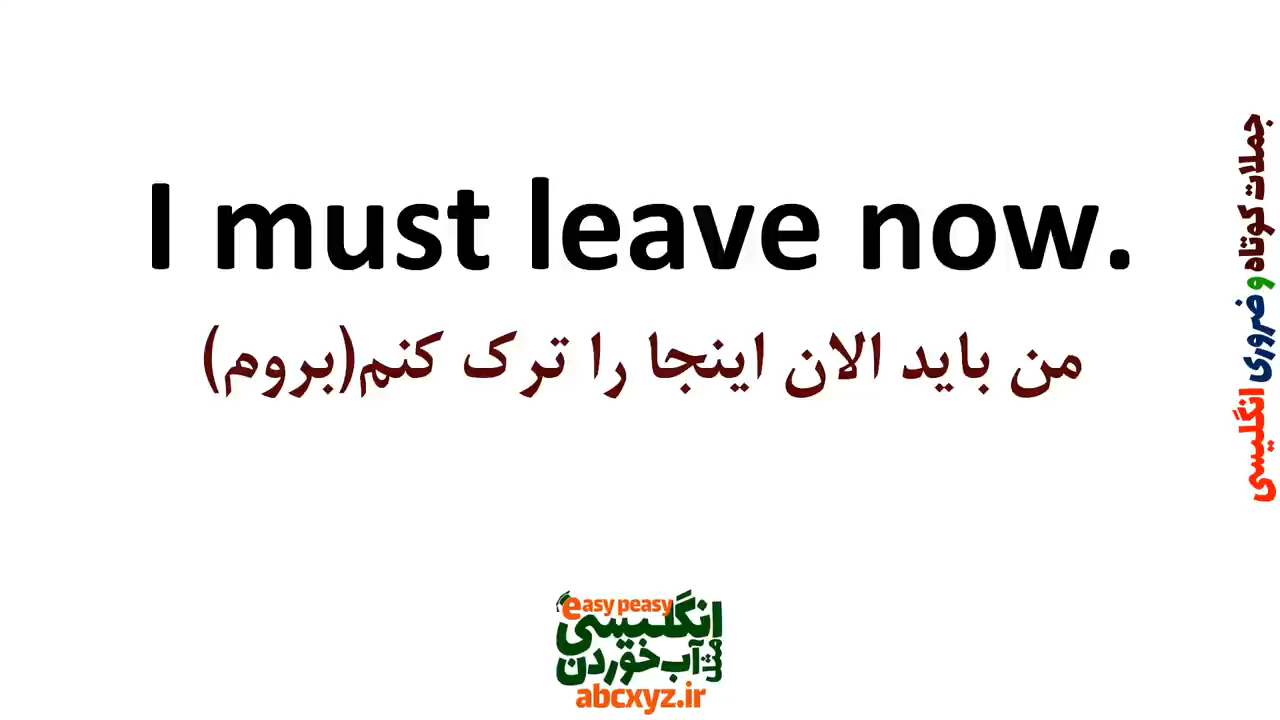 I must leave now.
من باید الان اینجا را ترک کنم(بروم)
جملات کوتاه و ضروری انگلیسی
easy peasy
انگلیسی
مثل آب خوردن
abcxyz.ir